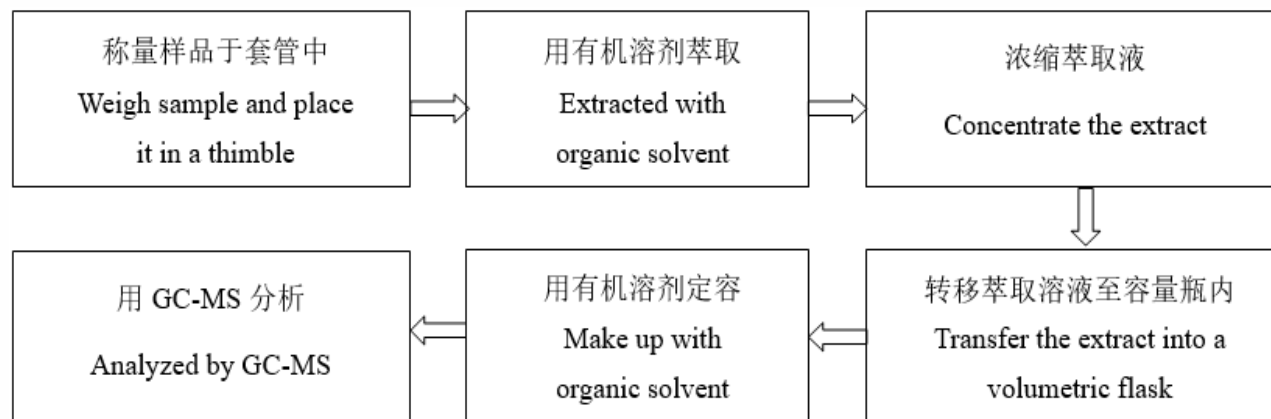 称量样品于套管中
Weigh sample and place
it in a thimble
用有机溶剂萃取
Extracted with
organic solvent
浓缩萃取液
Concentrate the extract
转移萃取溶液至容量瓶内
Transfer the extract into a
volumetric flask
用有机溶剂定容
Make up with
organic solvent
用 GC-MS 分析
Analyzed by GC-MS